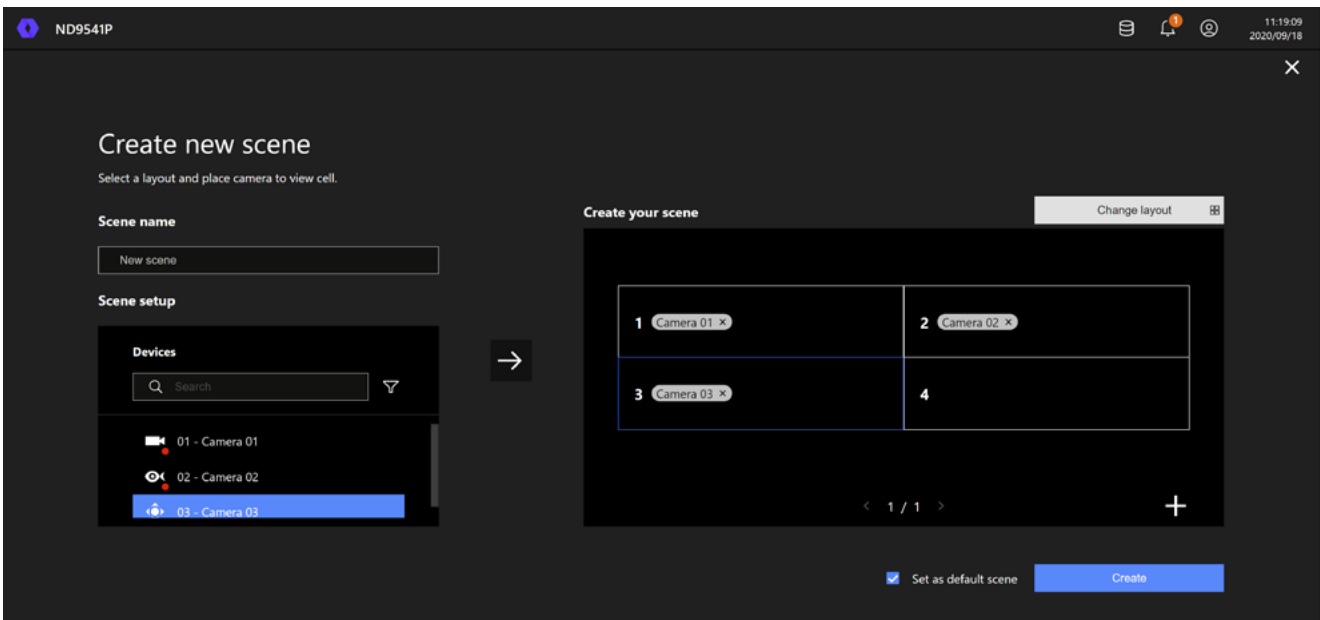 ND9541P
1
11:19:09
2020/09/18
Create new scene
Select a layout and place camera to view cell.
Scene name
New scene
Scene setup
Devices
Search
01 - Camera 01
02 - Camera 02
03 - Camera 03
Create your scene
Change layout
1 Camera 01 ×
2 Camera 02 ×
3 Camera 03 ×
4
< 1 / 1 >
Set as default scene
Create